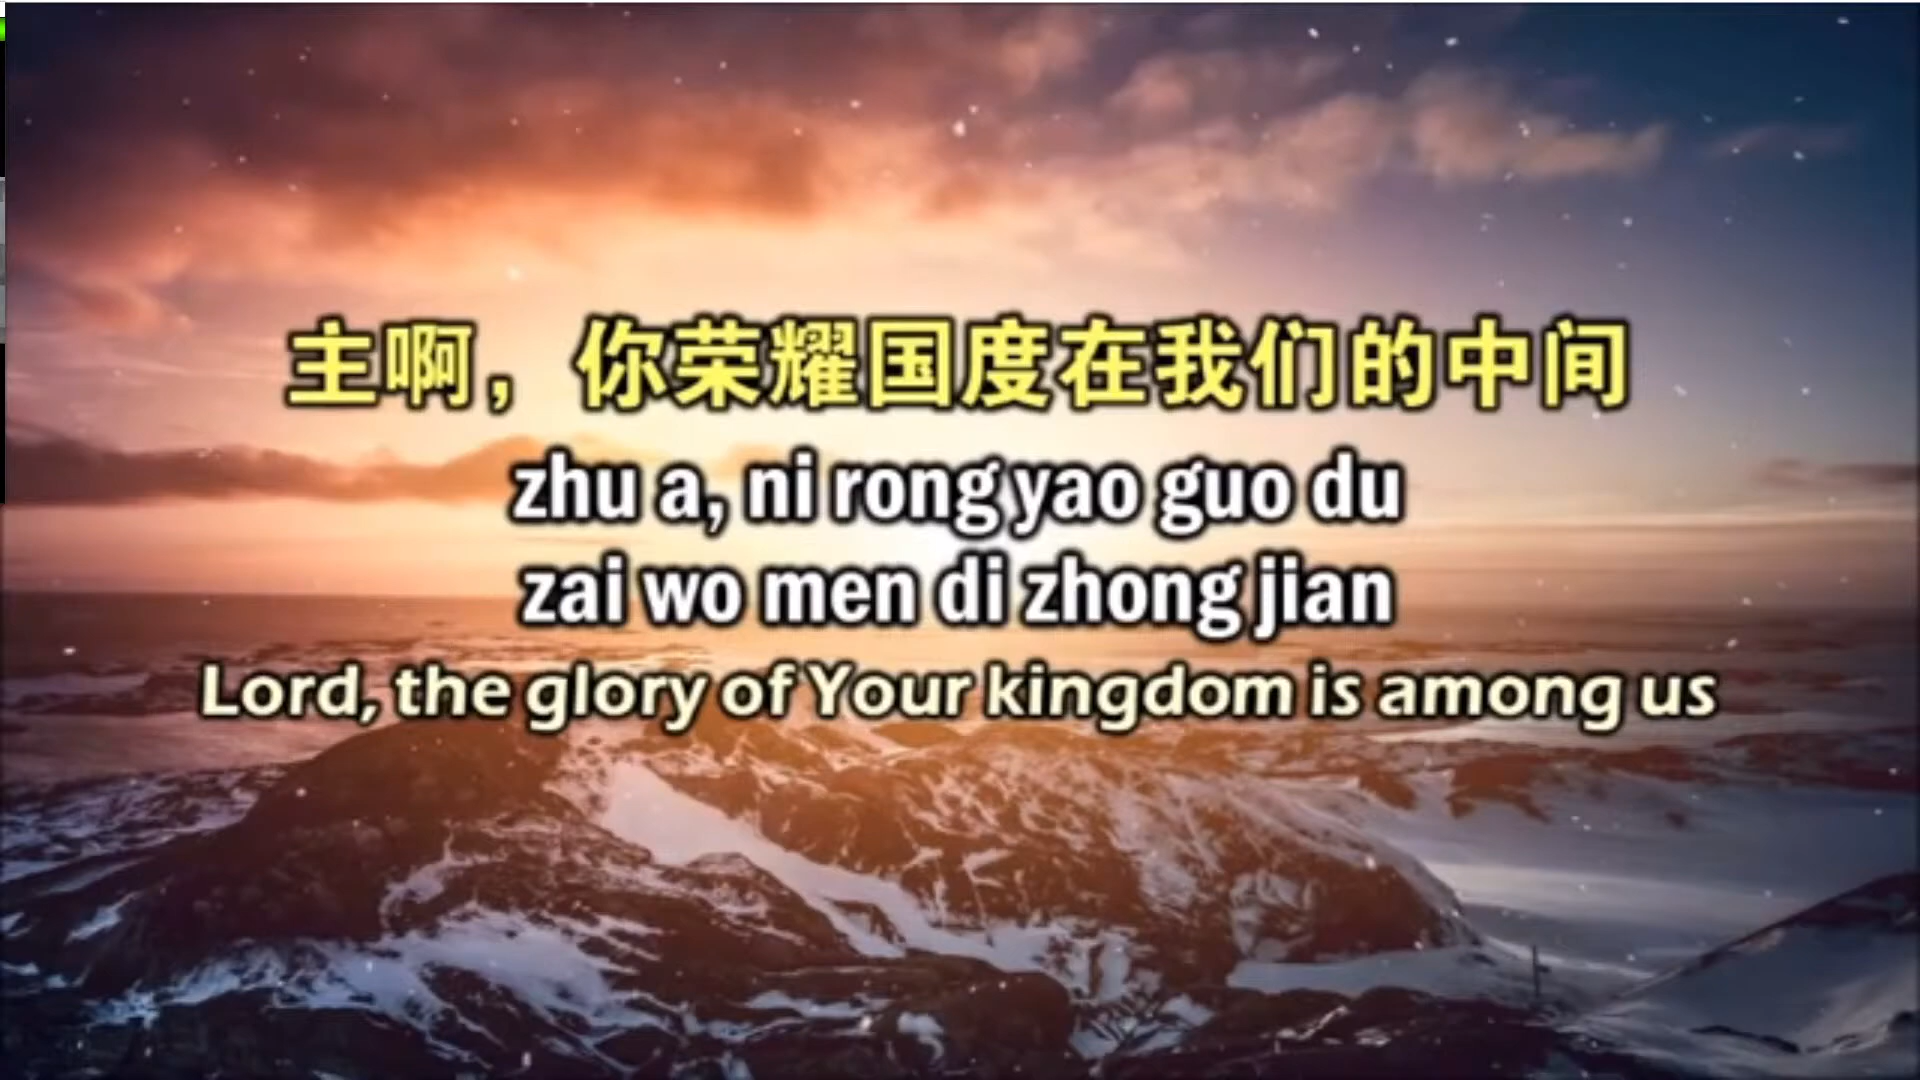 主啊，你荣耀国度在我们的中间
zhu a, ni rong yao guo du
zai wo men di zhong jian
Lord, the glory of Your kingdom is among us